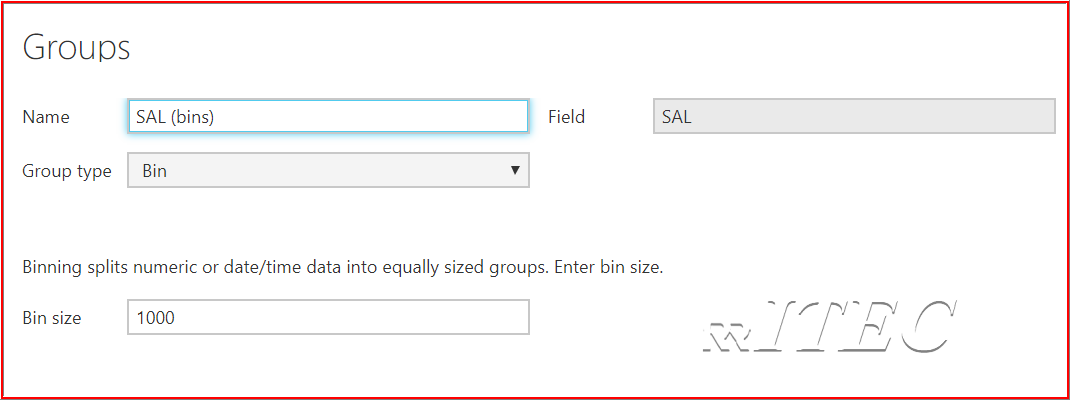 Groups
Name SAL (bins) Field SAL
Group type Bin
Binning splits numeric or date/time data into equally sized groups. Enter bin size.
Bin size 1000
RRITEC